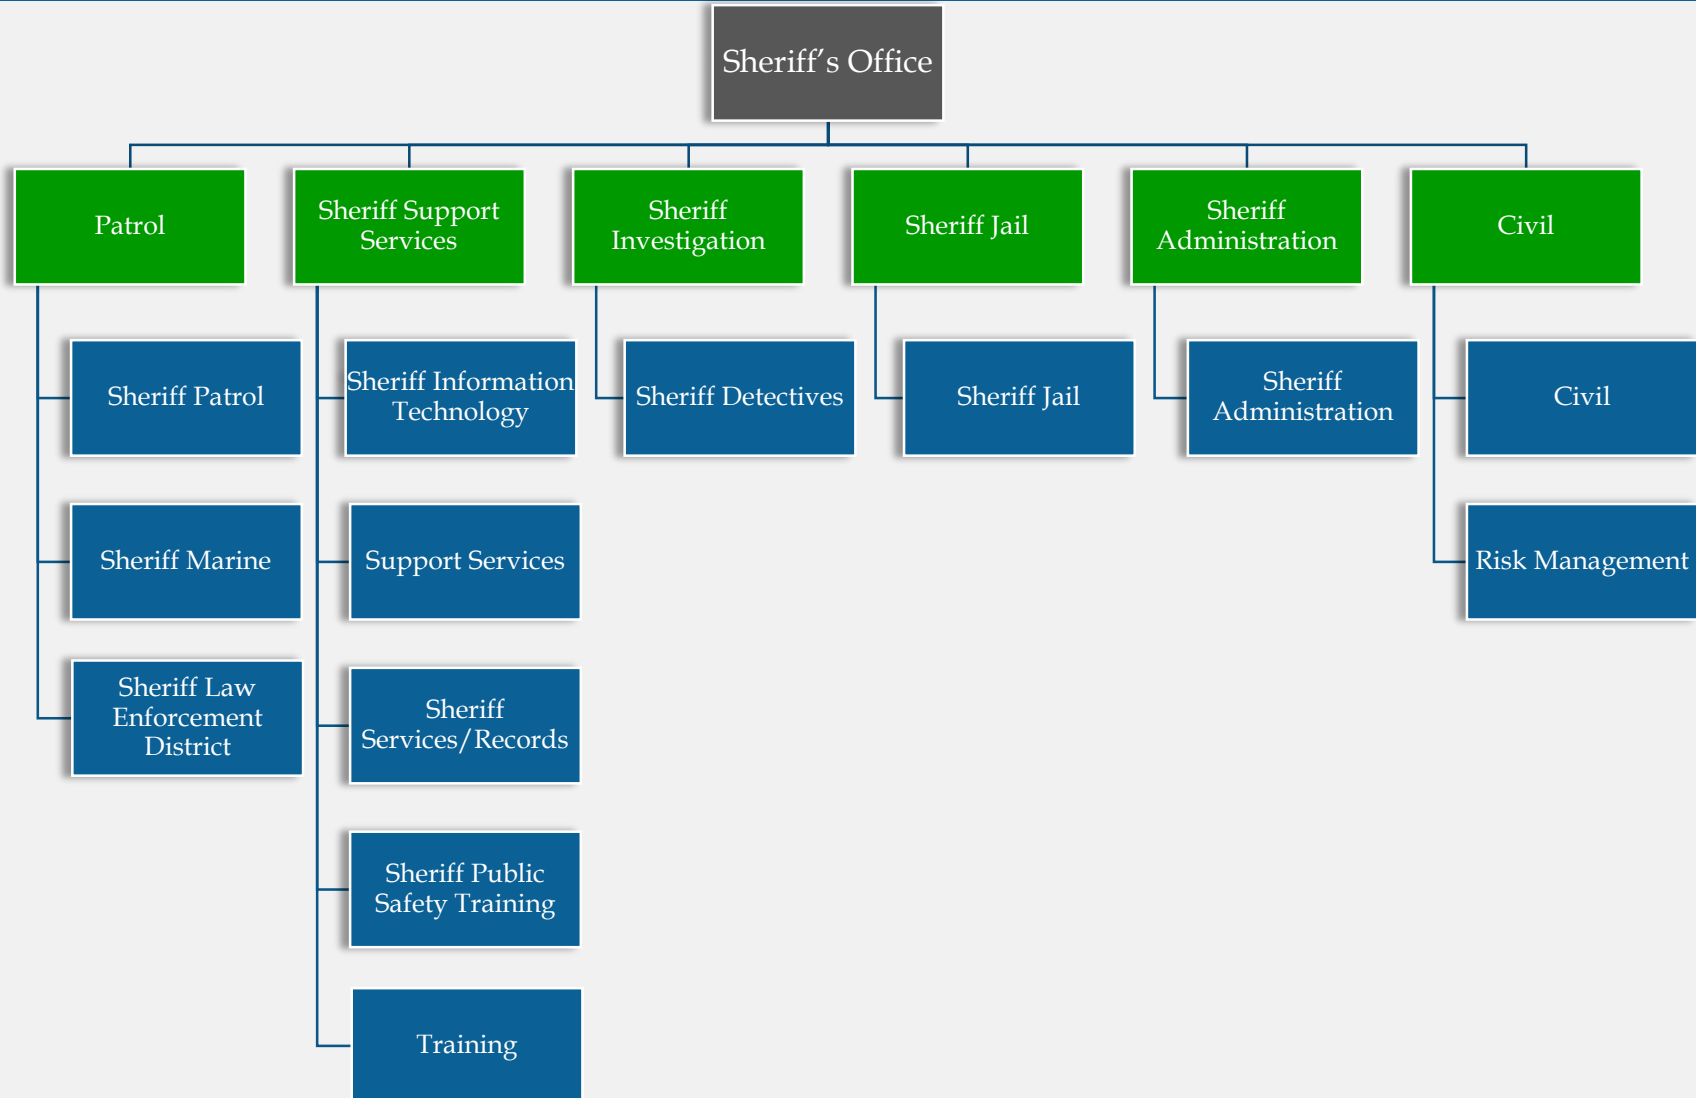 Sheriff’s Office
Patrol
Sheriff Support
Services
Sheriff
Investigation
Sheriff Jail
Sheriff
Administration
Civil
Sheriff Patrol
Sheriff Information
Technology
Sheriff Detectives
Sheriff Jail
Sheriff
Administration
Civil
Sheriff Marine
Support Services
Risk Management
Sheriff Law
Enforcement
District
Sheriff
Services/Records
Sheriff Public
Safety Training
Training